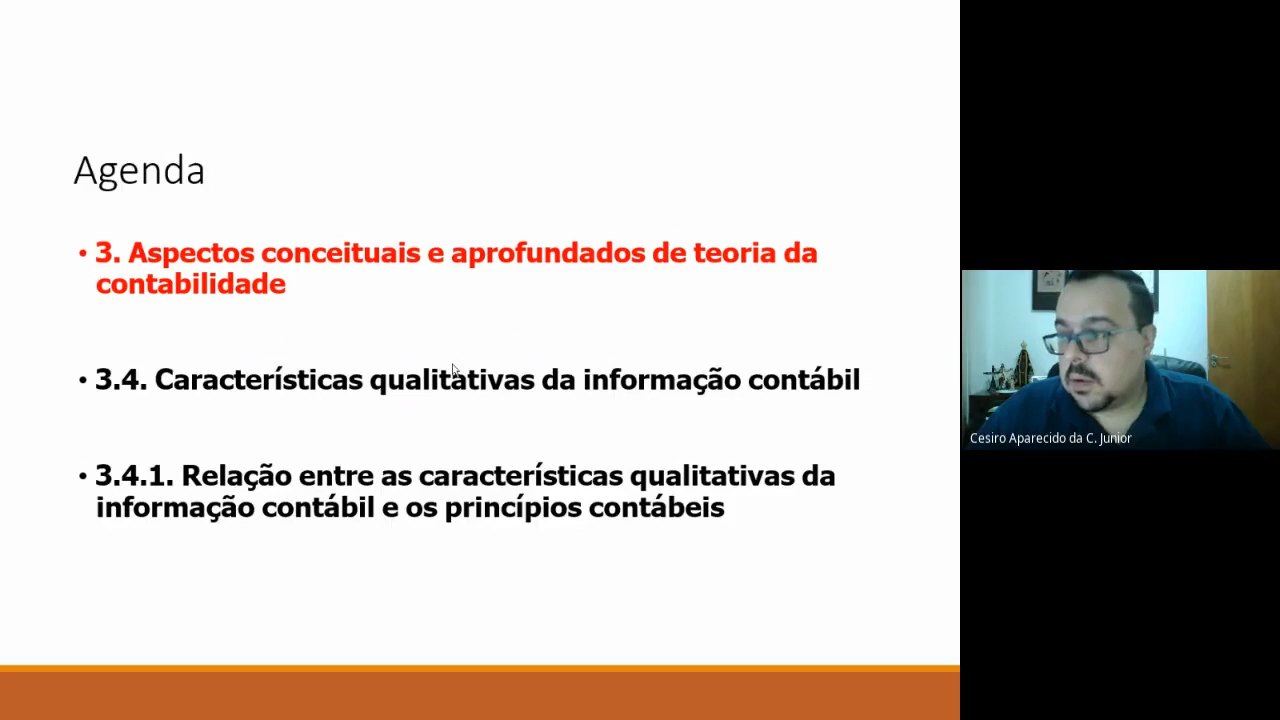 Agenda
• 3. Aspectos conceituais e aprofundados de teoria da
contabilidade
• 3.4. Características qualitativas da informação contábil
• 3.4.1. Relação entre as características qualitativas da
informação contábil e os princípios contábeis
Cesiro Aparecido da C. Junior